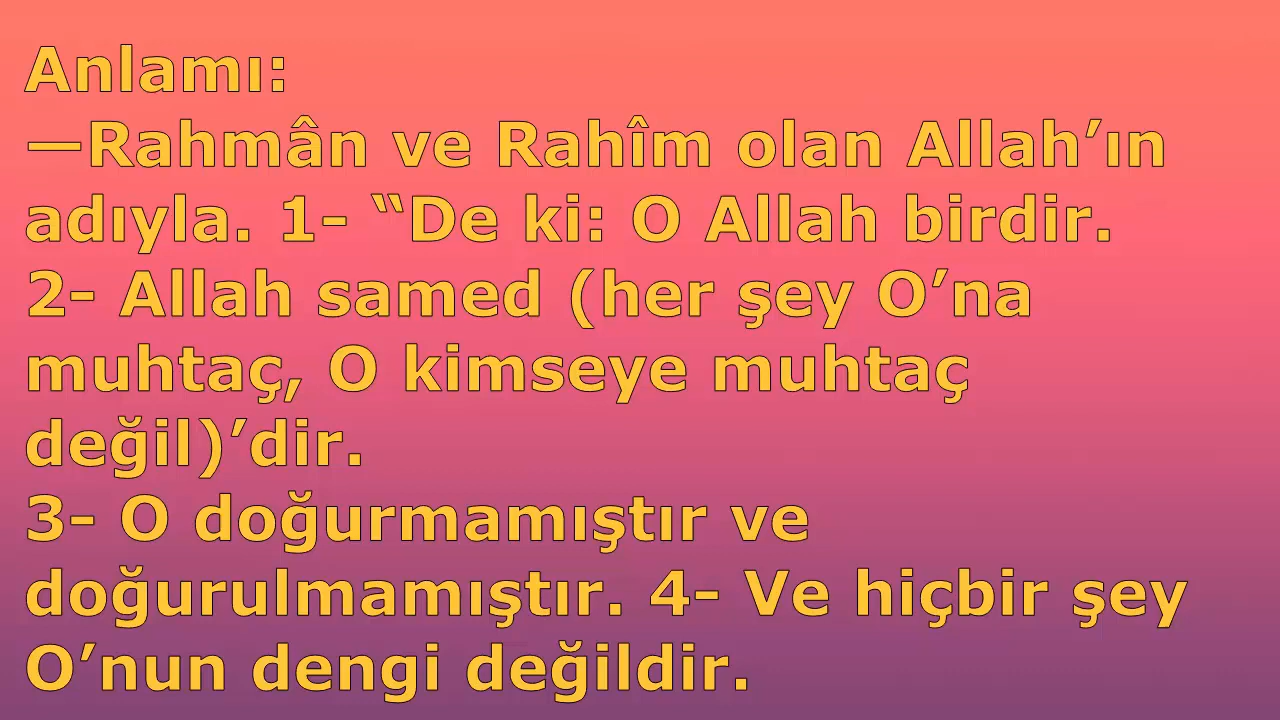 Anlamı:
—Rahmân ve Rahîm olan Allah’ın
adıyla. 1- “De ki: O Allah birdir.
2- Allah samed (her şey O’na
muhtaç, O kimseye muhtaç
değil)’dir.
3- O doğurmamıştır ve
doğurulmamıştır. 4- Ve hiçbir şey
O’nun dengi değildir.